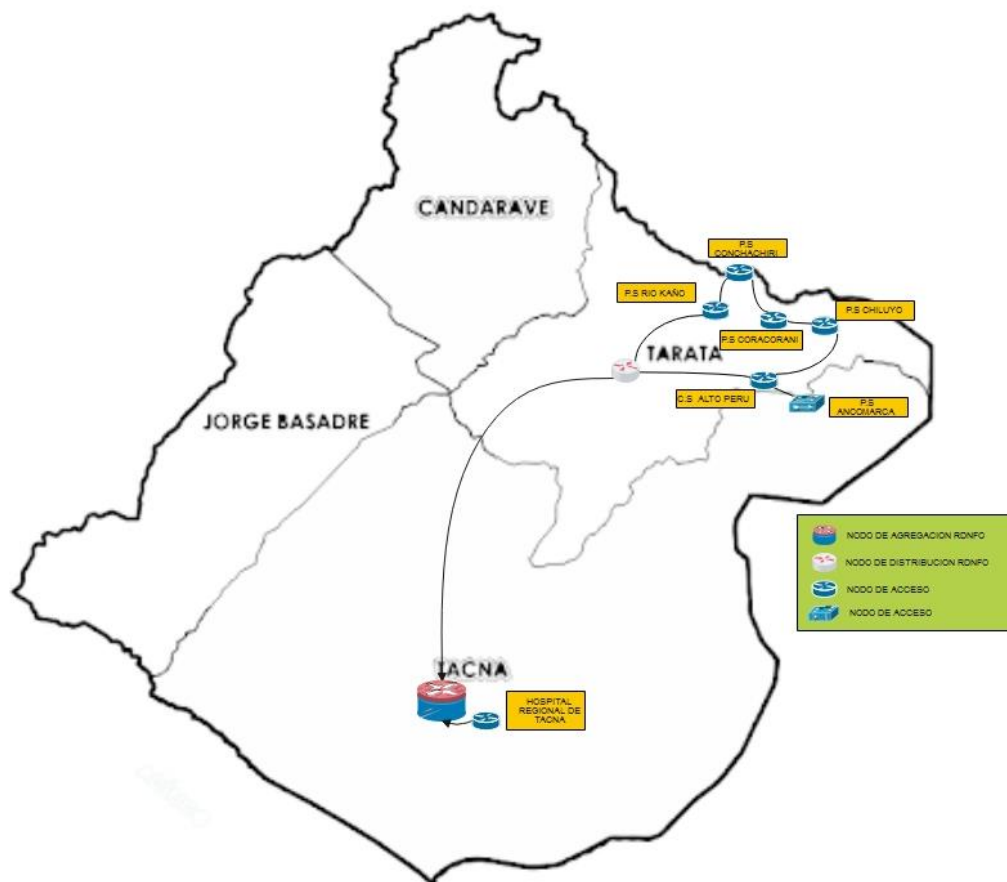 CANDARAVE
P.S
CONCHACHIRI
P.S RIO KAÑO
P.S CHILUYO
P.S CORACORANI
TARATA
C.S ALTO PERU
P.S
ANCOMARCA
JORGE BASADRE
NODO DE AGREGACION RDNFO
NODO DE DISTRIBUCION RDNFO
NODO DE ACCESO
NODO DE ACCESO
TACNA
HOSPITAL
REGIONAL DE
TACNA